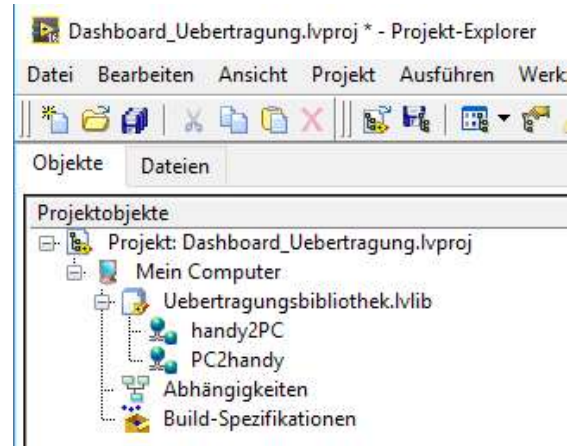 Dashboard_Uebertragung.lvproj * - Projekt-Explorer
Datei Bearbeiten Ansicht Projekt Ausführen Werk
Objekte Dateien
Projektobjekte
Projekt: Dashboard_Uebertragung.lvproj
Mein Computer
Uebertragungsbibliothek.lvlib
handy2PC
PC2handy
Abhängigkeiten
Build-Spezifikationen